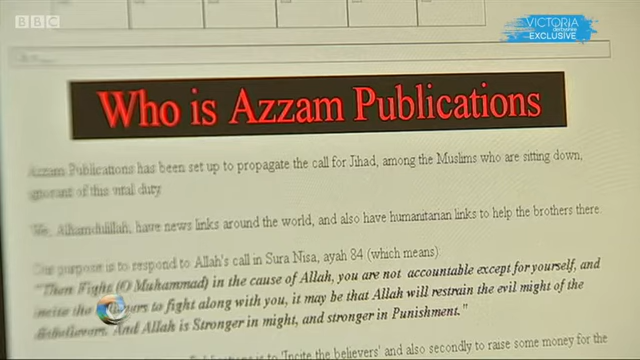 BBC
VICTORIA
derbyshire
EXCLUSIVE
Who is Azzam Publications
Azzam Publications has been set up to propagate the call for Jihad, among the Muslims who are sitting down,
ignorant of this vital duty
We, Alhamdulillah, have news links around the world, and also have humanitarian links to help the brothers there.
Our purpose is to respond to Allah's call in Sura Nisa, ayah 84 (which means)
"Then Fight (O Muhammad) in the cause of Allah, you are not accountable except for yourself, and
incite the to fight along with you, it may be that Allah will restrain the evil might of the
disbelievers. And Allah is Stronger in might, and stronger in Punishment."
is to 'Incite the believers' and also secondly to raise some money for the